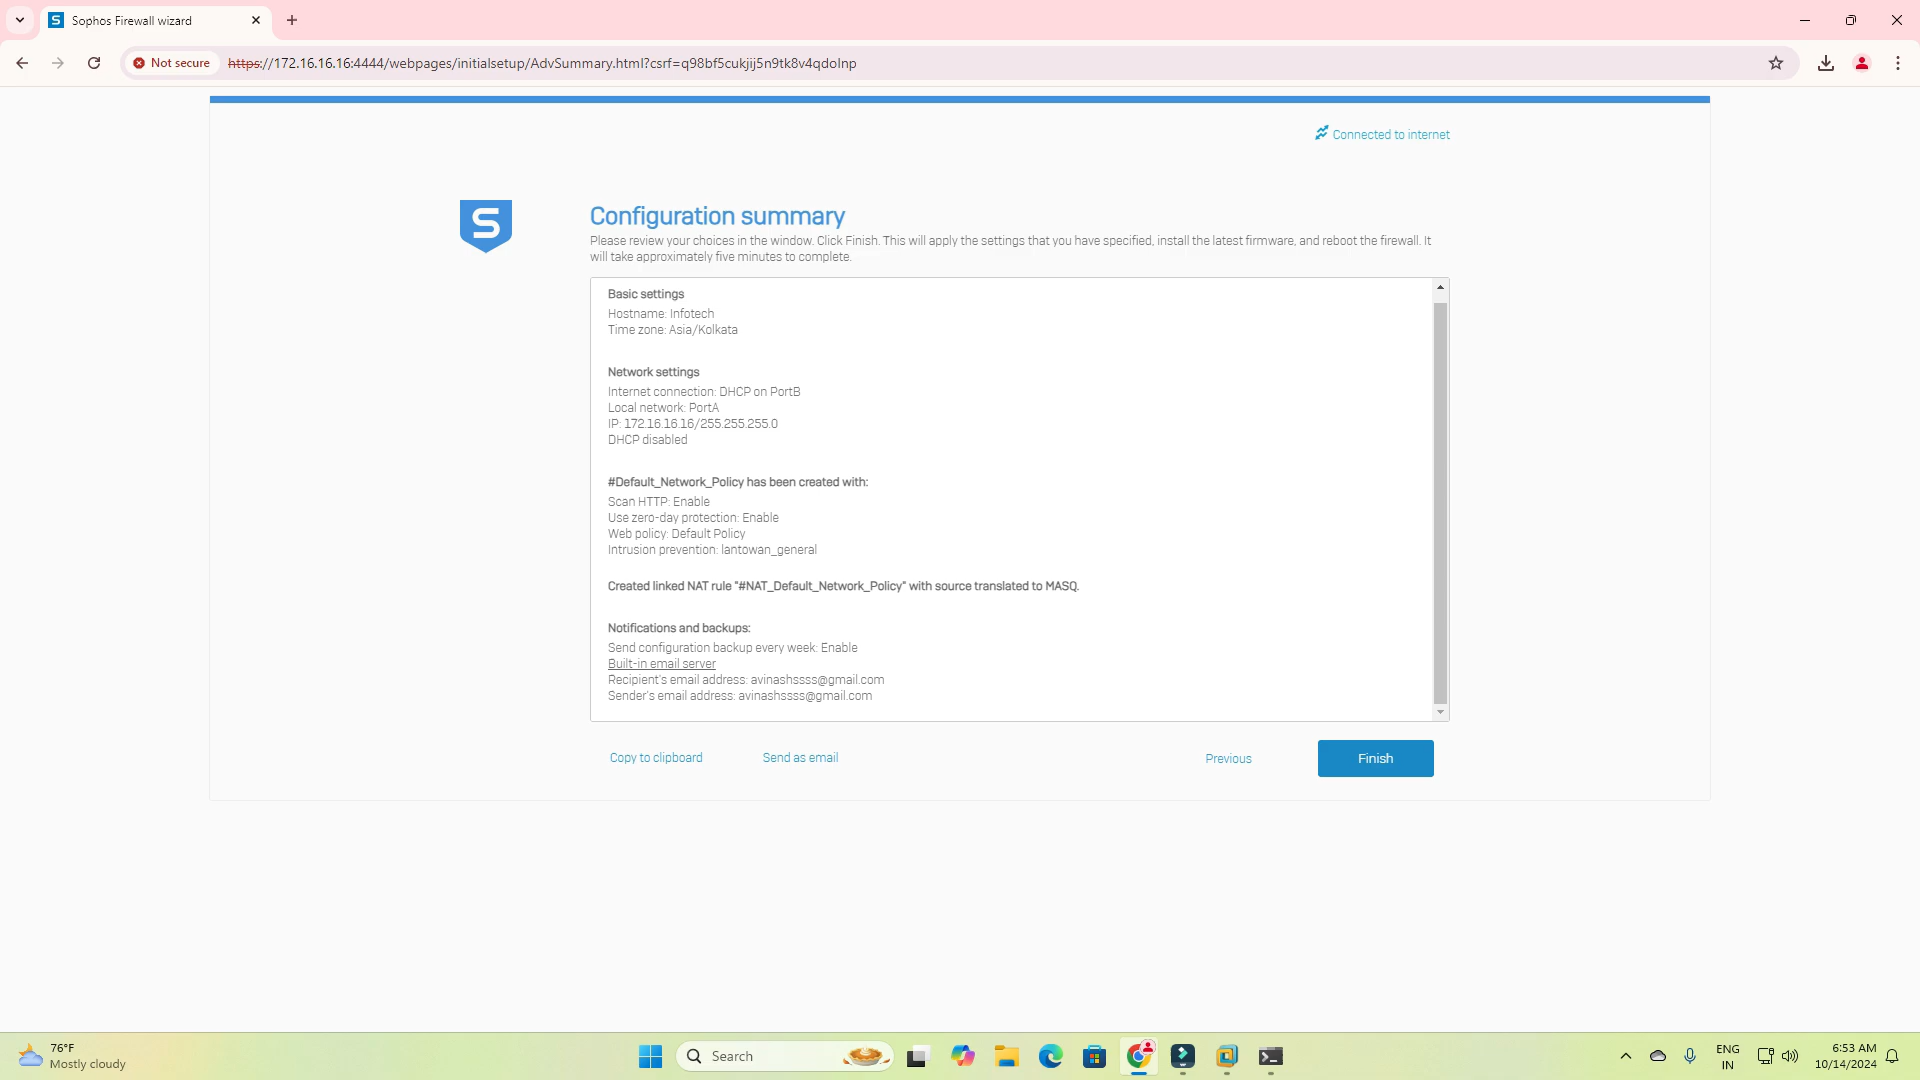 Sophos Firewall wizard
Not secure
https://172.16.16.16:4444/webpages/initialsetup/AdvSummary.html?csrf=q98bf5cukjij5n9tk8v4qdolnp
Connected to internet
S
Configuration summary
Please review your choices in the window. Click Finish. This will apply the settings that you have specified, install the latest firmware, and reboot the firewall. It
will take approximately five minutes to complete.
Basic settings
Hostname: Infotech
Time zone: Asia/Kolkata
Network settings
Internet connection: DHCP on PortB
Local network: PortA
IP: 172.16.16.16/255.255.255.0
DHCP disabled
#Default_Network_Policy has been created with:
Scan HTTP: Enable
Use zero-day protection: Enable
Web policy: Default Policy
Intrusion prevention: lantowan_general
Created linked NAT rule "#NAT_Default_Network_Policy" with source translated to MASQ.
Notifications and backups:
Send configuration backup every week: Enable
Built-in email server
Recipient's email address: avinashssss@gmail.com
Sender's email address: avinashssss@gmail.com
Copy to clipboard
Send as email
Previous
Finish
76°F
Mostly cloudy
Search
ENG
IN
6:53 AM
10/14/2024